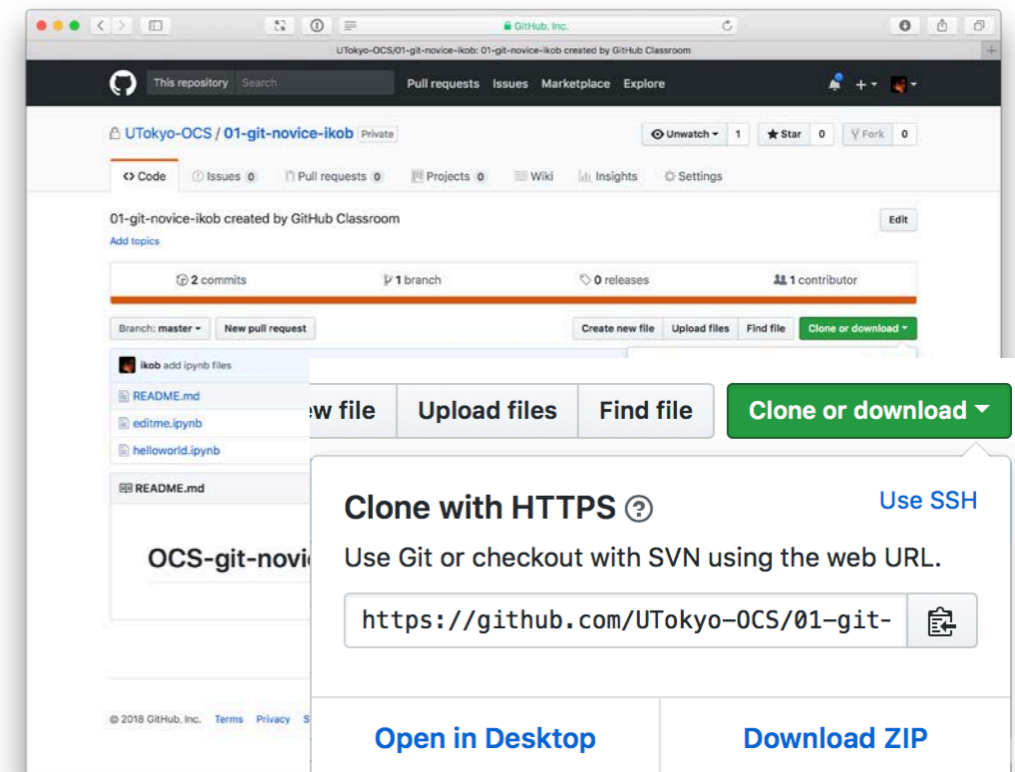 GitHub, Inc.
UTokyo-OCS/01-git-novice-ikob: 01-git-novice-ikob created by GitHub Classroom
This repository Search Pull requests Issues Marketplace Explore
UTokyo-OCS / 01-git-novice-ikob Private Unwatch 1 Star 0 Fork 0
Code Issues 0 Pull requests 0 Projects 0 Wiki Insights Settings
01-git-novice-ikob created by GitHub Classroom Edit
Add topics
2 commits 1 branch 0 releases 1 contributor
Branch: master New pull request Create new file Upload files Find file Clone or download
ikob add ipynb files
README.md
editme.ipynb
helloworld.ipynb
README.md
OCS-git-novi
© 2018 GitHub, Inc. Terms Privacy S
ew file Upload files Find file Clone or download
Clone with HTTPS ? Use SSH
Use Git or checkout with SVN using the web URL.
https://github.com/UTokyo-OCS/01-git-
Open in Desktop Download ZIP